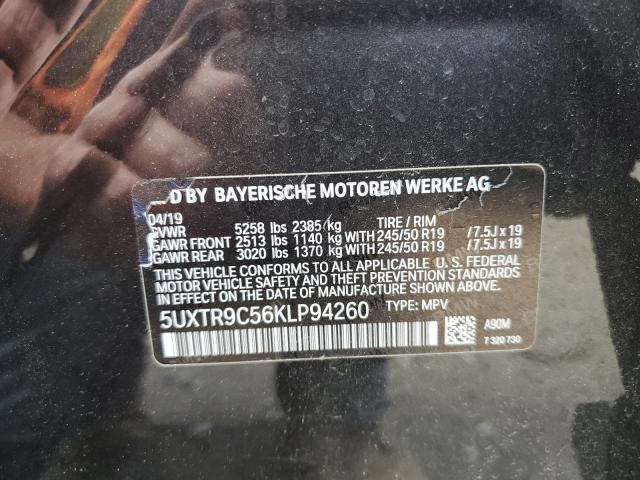 BY BAYERISCHE MOTOREN WERKE AG
04/19
GVWR 5258 lbs 2385 kg TIRE / RIM
GAWR FRONT 2513 lbs 1140 kg WITH 245/50 R19 /7.5J x 19
GAWR REAR 3020 lbs 1370 kg WITH 245/50 R19 /7.5J x 19
THIS VEHICLE CONFORMS TO ALL APPLICABLE U. S. FEDERAL
MOTOR VEHICLE SAFETY AND THEFT PREVENTION STANDARDS
IN EFFECT ON THE DATE OF MANUFACTURE SHOWN ABOVE.
5UXTR9C56KLP94260 TYPE: MPV
A90M
7 320 730